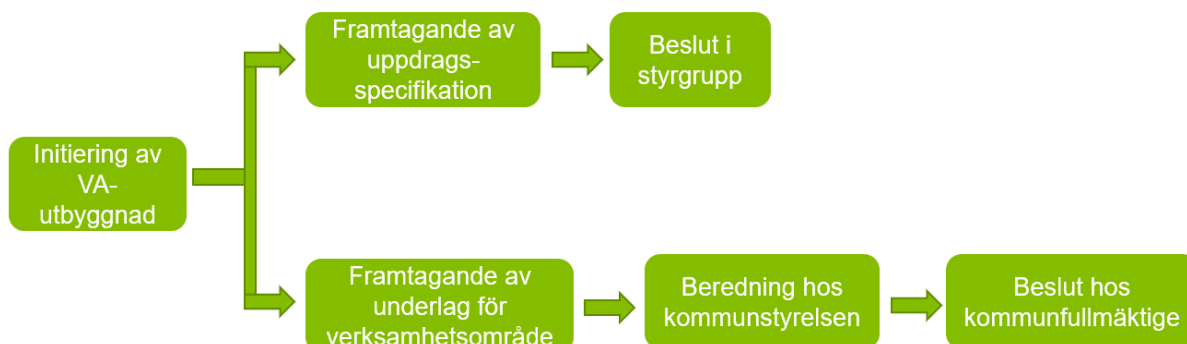 Initiering av
VA-
utbyggnad
Framtagande av
uppdrags-
specifikation
Beslut i
styrgrupp
Framtagande av
underlag för
verksamhetsområde
Beredning hos
kommunstyrelsen
Beslut hos
kommunfullmäktige